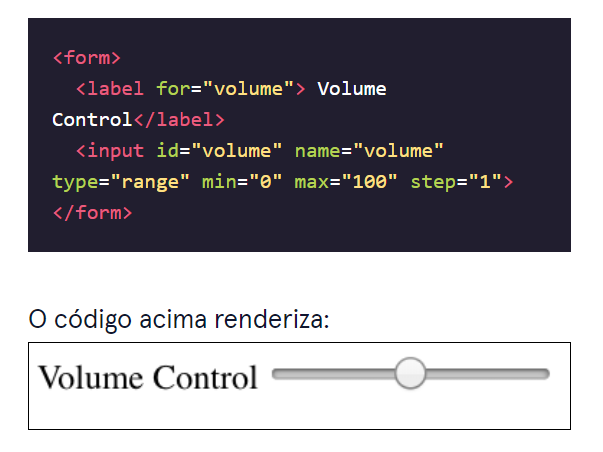 <form>
  <label for="volume"> Volume
Control</label>
  <input id="volume" name="volume"
type="range" min="0" max="100" step="1">
</form>
O código acima renderiza:
Volume Control